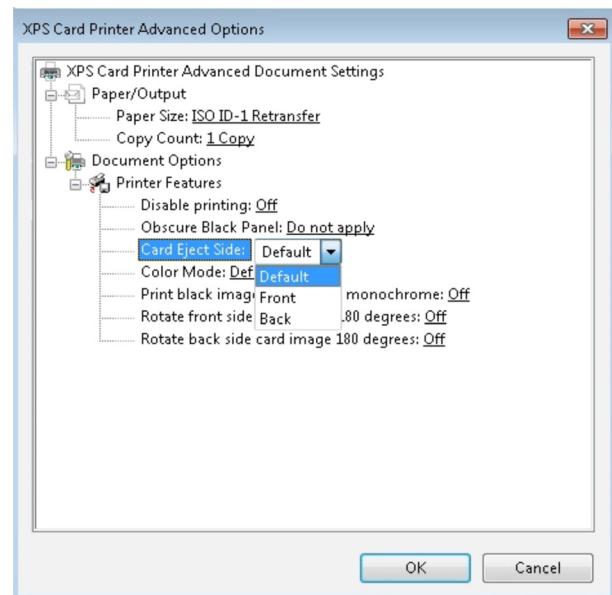 XPS Card Printer Advanced Options
XPS Card Printer Advanced Document Settings
Paper/Output
Paper Size: ISO ID-1 Retransfer
Copy Count: 1 Copy
Document Options
Printer Features
Disable printing: Off
Obscure Black Panel: Do not apply
Card Eject Side: Default
Color Mode: Def
Default
Print black imag monochrome: Off
Front
Rotate front side 80 degrees: Off
Back
Rotate back side card image 180 degrees: Off
OK Cancel